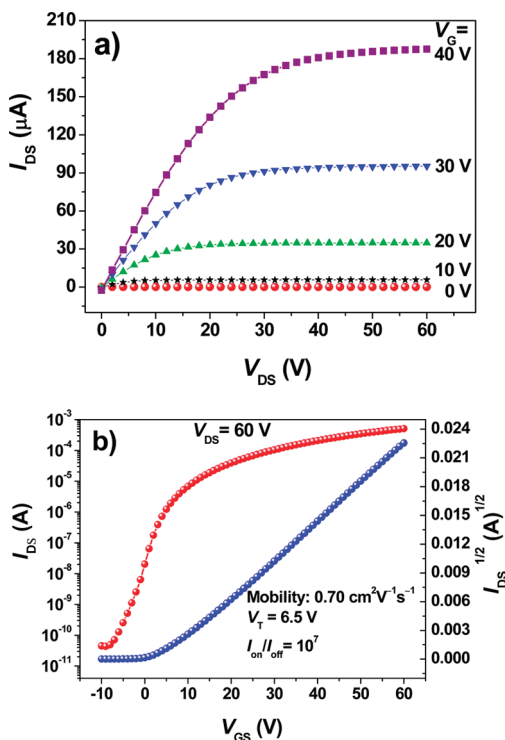 a)
V_G =
40 V
30 V
20 V
10 V
0 V
210
180
150
120
90
60
30
0
I_DS (μA)
0 10 20 30 40 50 60
V_DS (V)
b)
V_DS = 60 V
10⁻³
10⁻⁴
10⁻⁵
10⁻⁶
10⁻⁷
10⁻⁸
10⁻⁹
10⁻¹⁰
10⁻¹¹
I_DS (A)
0.024
0.021
0.018
0.015
0.012
0.009
0.006
0.003
0.000
I_DS^1/2 (A)^1/2
Mobility: 0.70 cm²V⁻¹s⁻¹
V_T = 6.5 V
I_on/I_off = 10⁷
-10 0 10 20 30 40 50 60
V_GS (V)